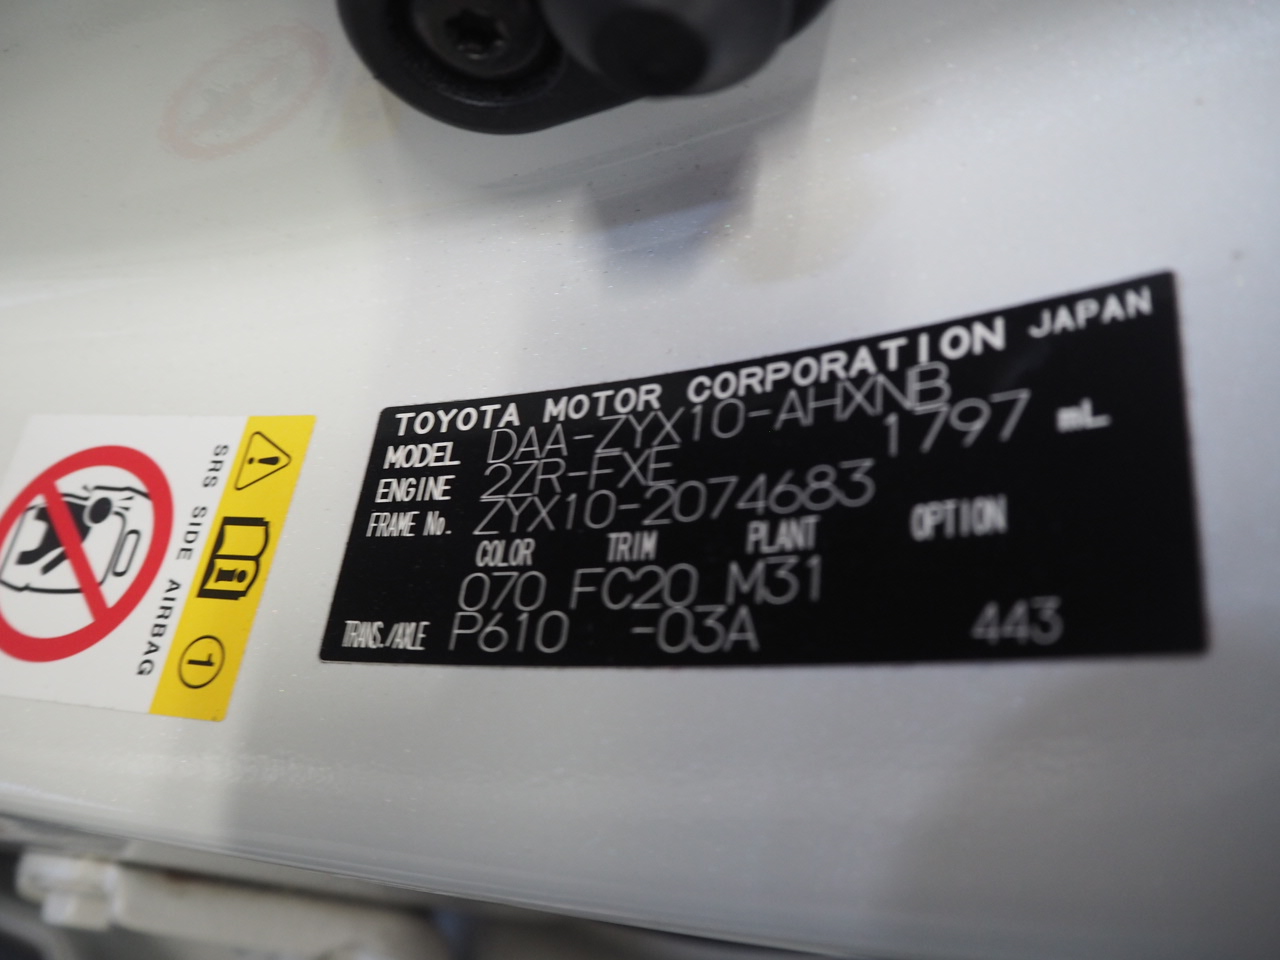 TOYOTA MOTOR CORPORATION JAPAN
MODEL DAA-ZYX10-AHXNB
ENGINE 2ZR-FXE 1797 mL
FRAME No. ZYX10-2074683
COLOR TRIM PLANT OPTION
070 FC20 M31
TRANS./AXLE P610 -03A 443
SRS SIDE AIRBAG
1